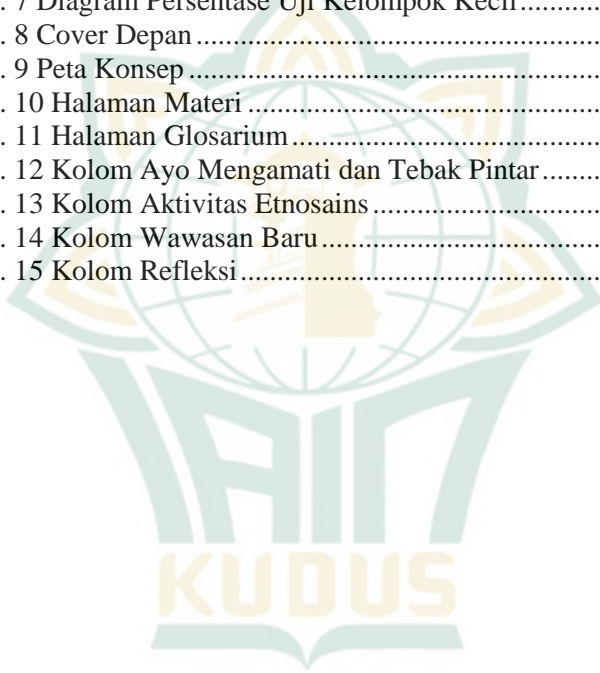 . 7 Diagram Persentase Uji Kelompok Kecil..........
. 8 Cover Depan....................................................
. 9 Peta Konsep.....................................................
. 10 Halaman Materi.............................................
. 11 Halaman Glosarium.......................................
. 12 Kolom Ayo Mengamati dan Tebak Pintar........
. 13 Kolom Aktivitas Etnosains.............................
. 14 Kolom Wawasan Baru....................................
. 15 Kolom Refleksi..............................................
IAIN
KUDUS